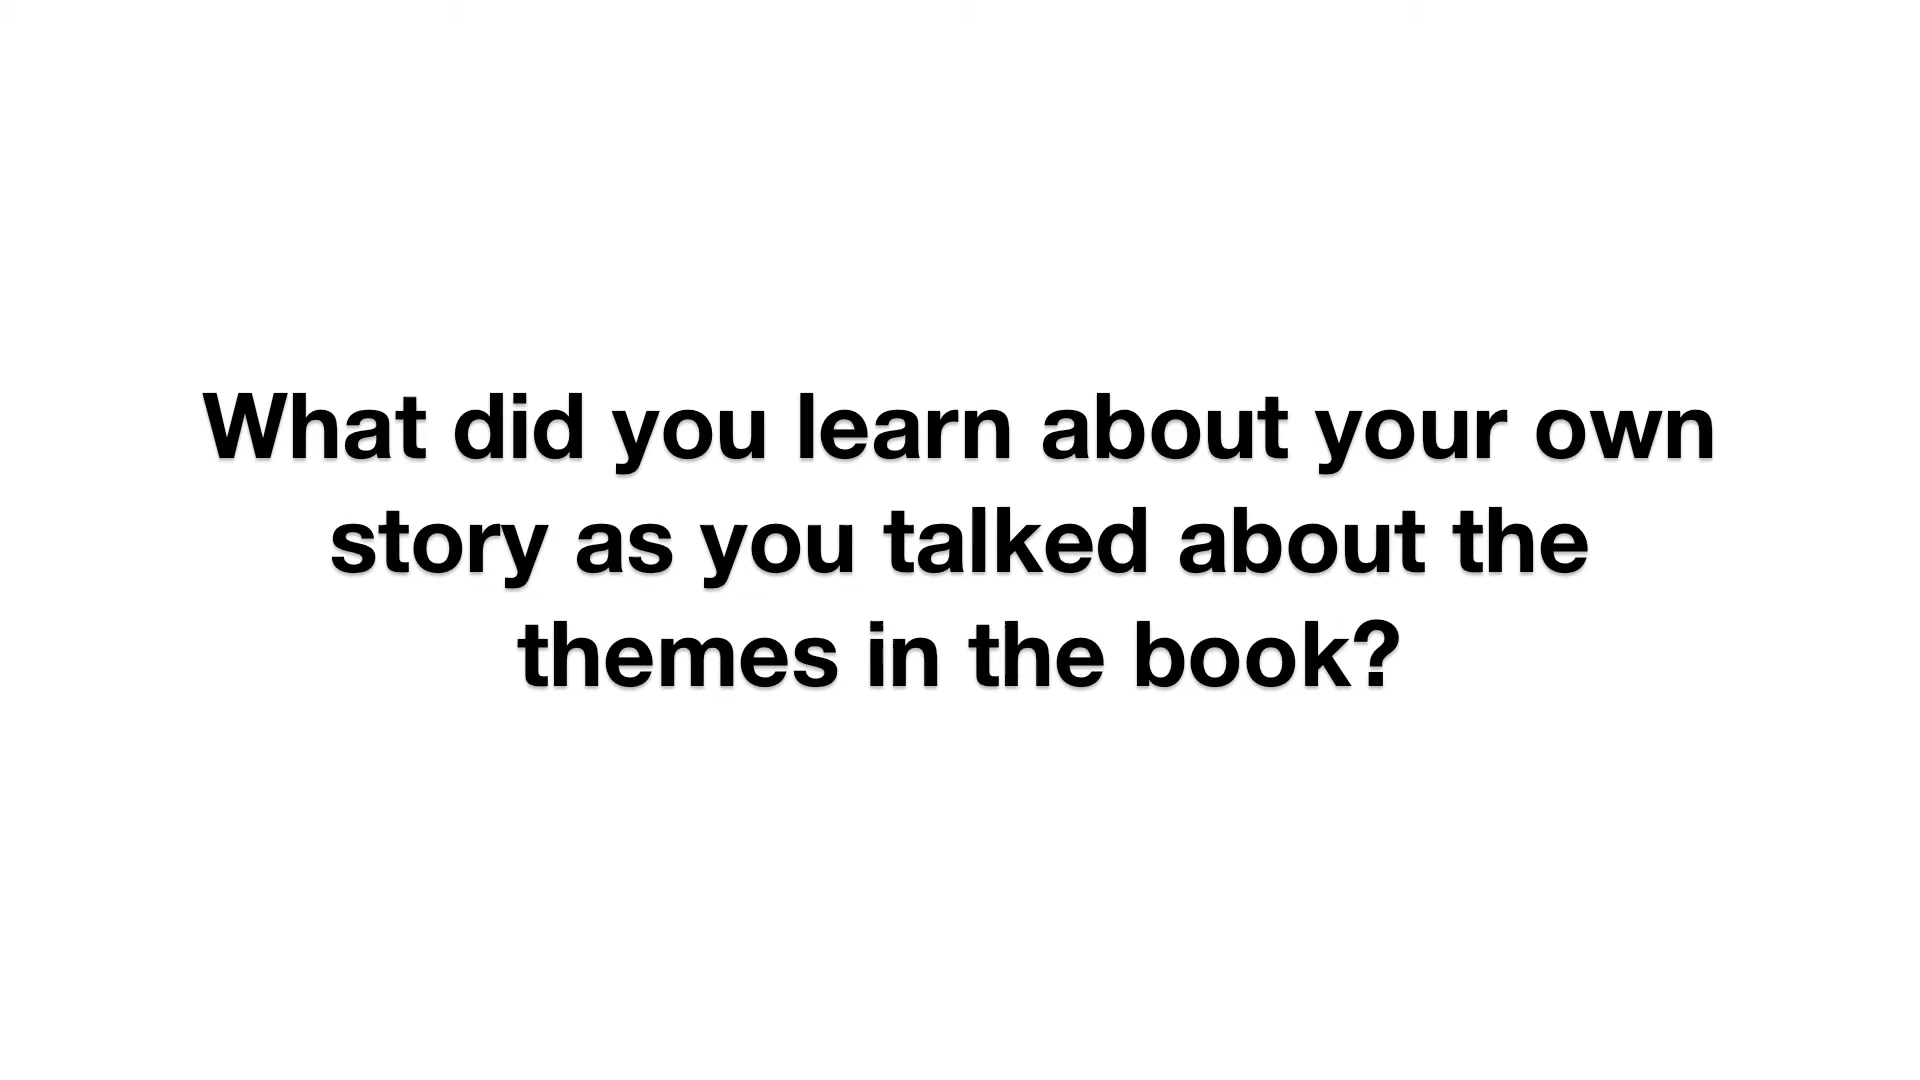 What did you learn about your own
story as you talked about the
themes in the book?